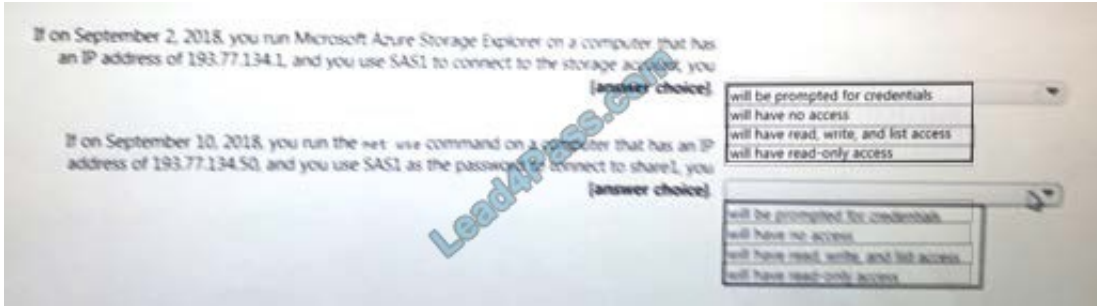 If on September 2, 2018, you run Microsoft Azure Storage Explorer on a computer that has
an IP address of 193.77.134.1, and you use SAS1 to connect to the storage account, you
[answer choice].
will be prompted for credentials
will have no access
will have read, write, and list access
will have read-only access
If on September 10, 2018, you run the net use command on a computer that has an IP
address of 193.77.134.50, and you use SAS1 as the password to connect to share1, you
[answer choice].
will be prompted for credentials
will have no access
will have read, write, and list access
will have read-only access
Lead4Pass.com